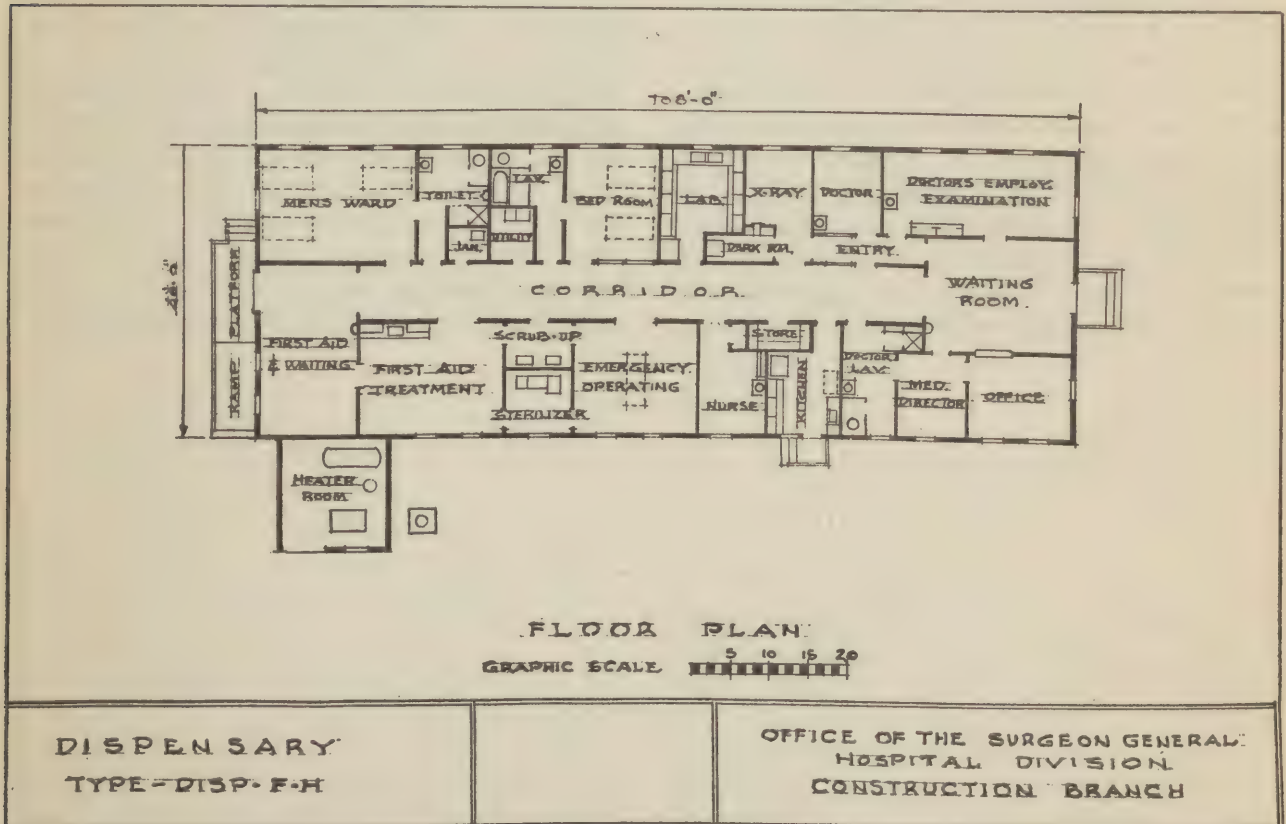 108'-0"
MENS WARD
TOILET
LAV.
BED ROOM
LAB.
X-RAY
DOCTOR
DOCTORS EMPLOY.
EXAMINATION
JAN.
UTILITY
DARK RM.
ENTRY.
PLATFORM
RAMP
CORRIDOR
WAITING
ROOM.
FIRST AID
WAITING
FIRST AID
TREATMENT
SCRUB-UP
STERILIZER
EMERGENCY
OPERATING
NURSE
STORE
KITCHEN
DOCTOR
LAV.
MED.
DIRECTOR
OFFICE
HEATER
ROOM
FLOOR PLAN
GRAPHIC SCALE 5 10 15 20
DISPENSARY
TYPE-DISP. F-H
OFFICE OF THE SURGEON GENERAL
HOSPITAL DIVISION
CONSTRUCTION BRANCH